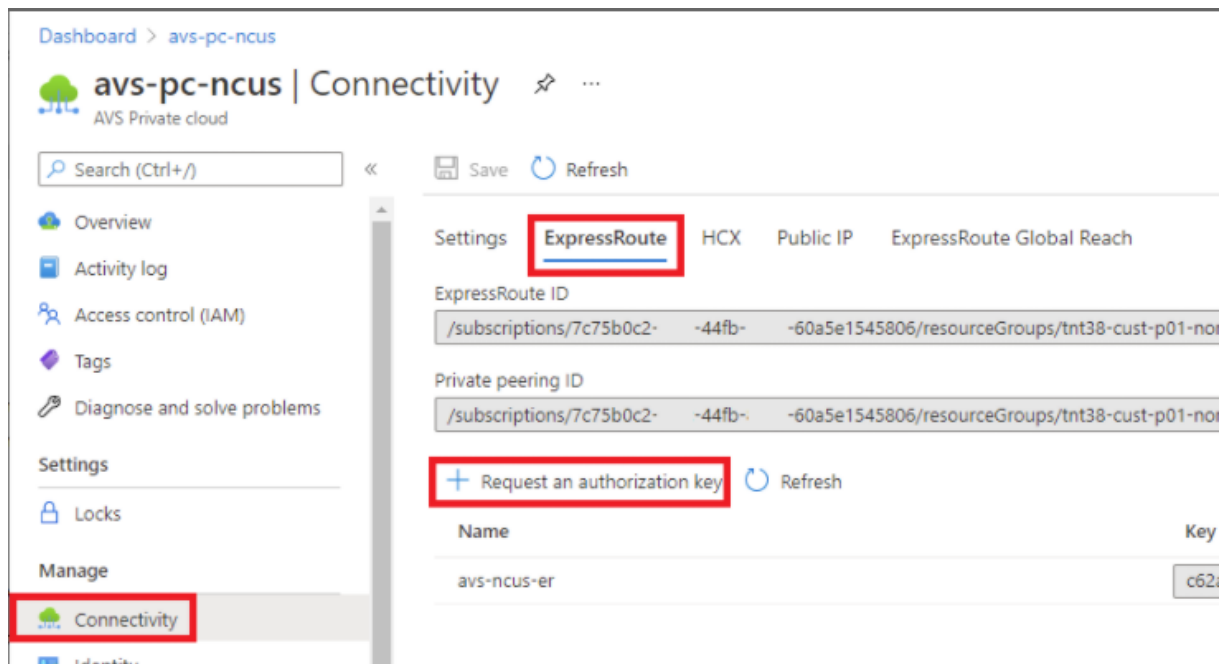 Dashboard > avs-pc-ncus
avs-pc-ncus | Connectivity ...
AVS Private cloud
Search (Ctrl+/) «
Save Refresh
Overview
Activity log
Access control (IAM)
Tags
Diagnose and solve problems
Settings
Locks
Manage
Connectivity
Identity
Settings ExpressRoute HCX Public IP ExpressRoute Global Reach
ExpressRoute ID
/subscriptions/7c75b0c2- -44fb- -60a5e1545806/resourceGroups/tnt38-cust-p01-nor
Private peering ID
/subscriptions/7c75b0c2- -44fb- -60a5e1545806/resourceGroups/tnt38-cust-p01-nor
+ Request an authorization key Refresh
Name Key
avs-ncus-er c62a